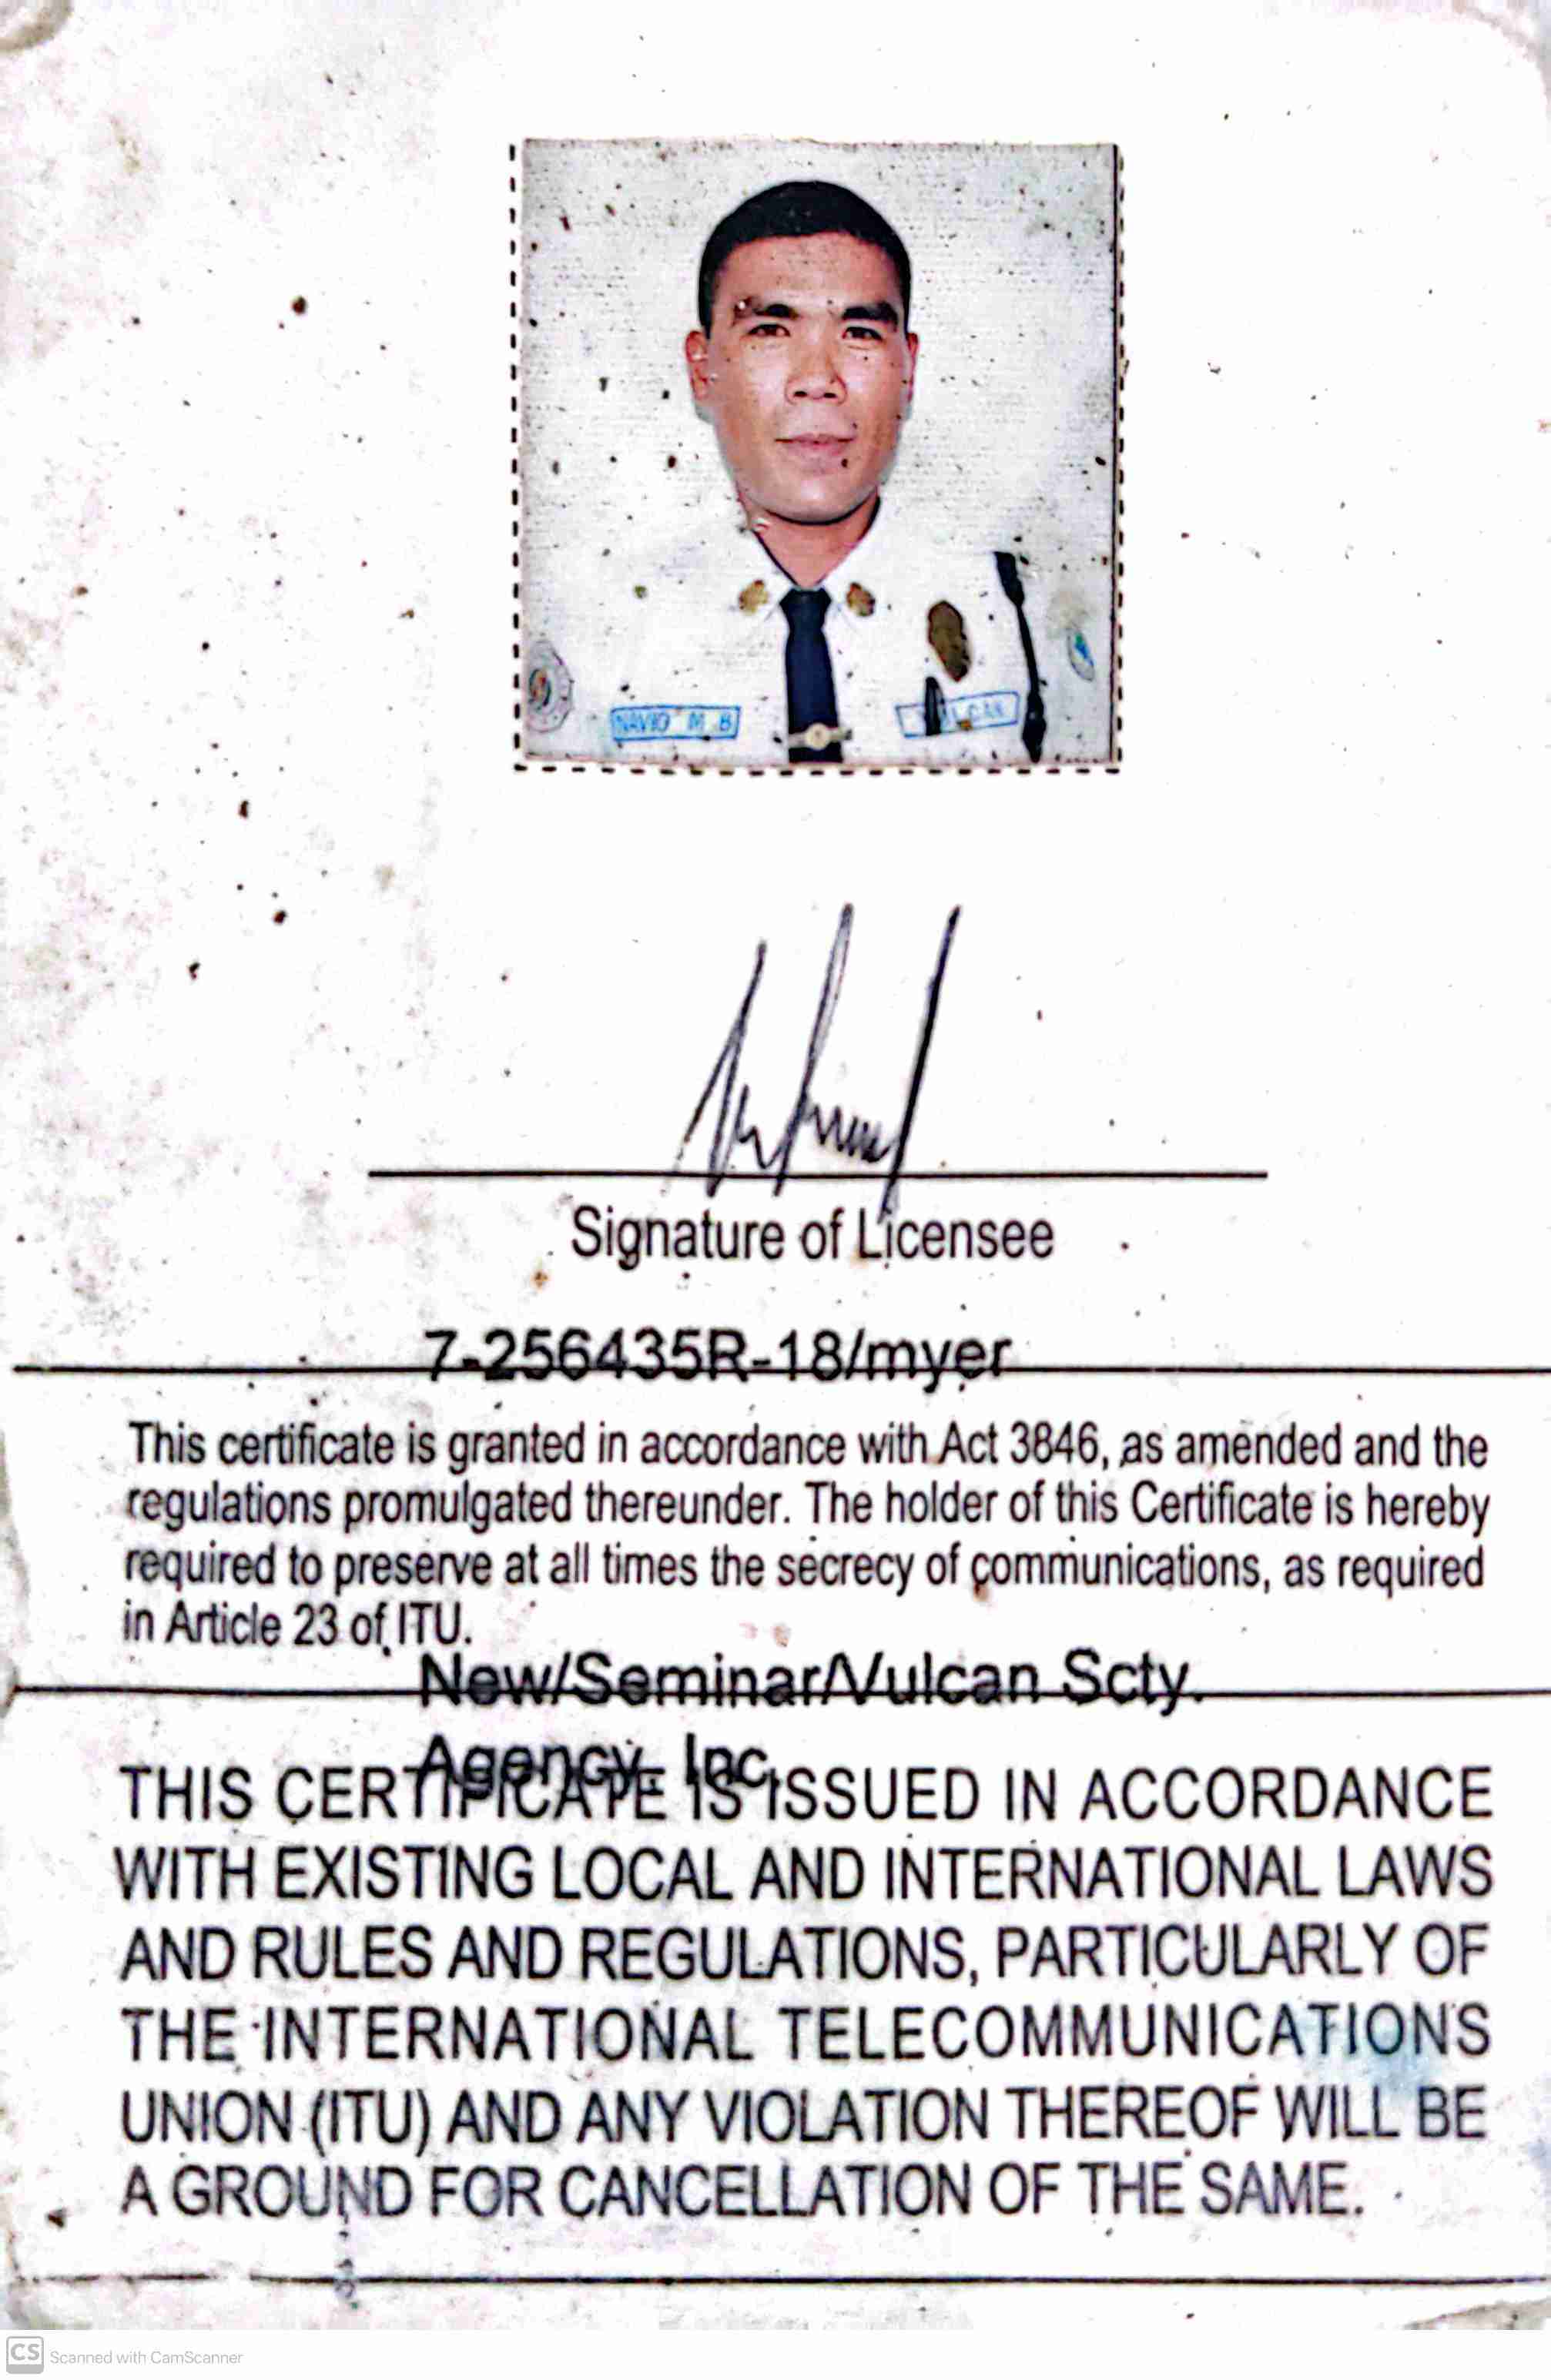 NAVIO M B
Signature of Licensee
7-256435R-18/myer
This certificate is granted in accordance with Act 3846, as amended and the
regulations promulgated thereunder. The holder of this Certificate is hereby
required to preserve at all times the secrecy of communications, as required
in Article 23 of ITU.
New/Seminar/Vulcan Scty.
Agency, Inc.
THIS CERTIFICATE IS ISSUED IN ACCORDANCE
WITH EXISTING LOCAL AND INTERNATIONAL LAWS
AND RULES AND REGULATIONS, PARTICULARLY OF
THE INTERNATIONAL TELECOMMUNICATIONS
UNION (ITU) AND ANY VIOLATION THEREOF WILL BE
A GROUND FOR CANCELLATION OF THE SAME.
CS Scanned with CamScanner